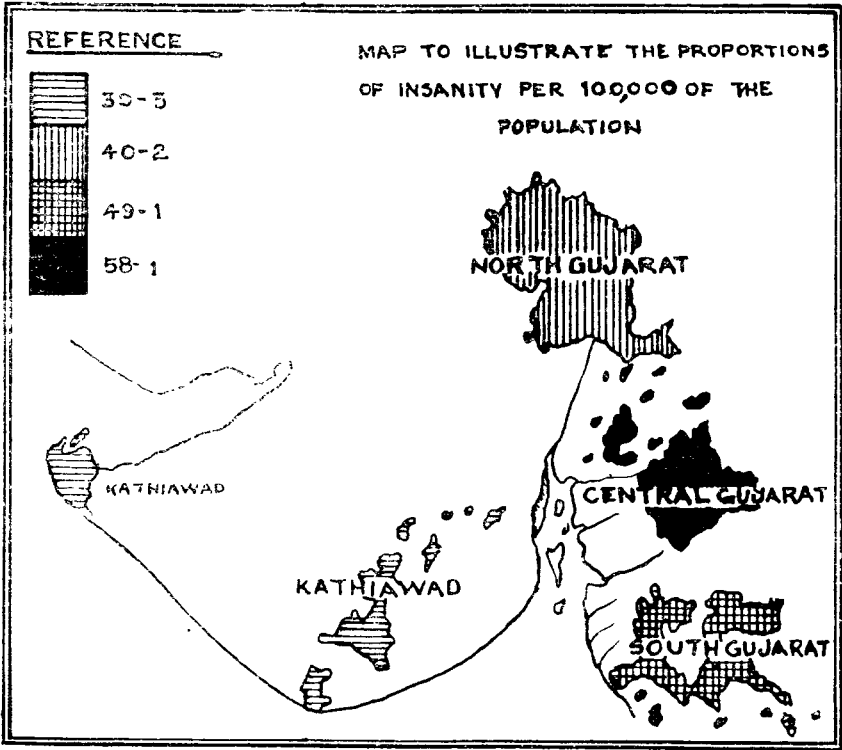 REFERENCE
MAP TO ILLUSTRATE THE PROPORTIONS
OF INSANITY PER 100,000 OF THE
POPULATION
40-2
49-1
58-1
NORTH GUJARAT
CENTRAL GUJARAT
KATHIAWAD
KATHIAWAD
SOUTH GUJARAT